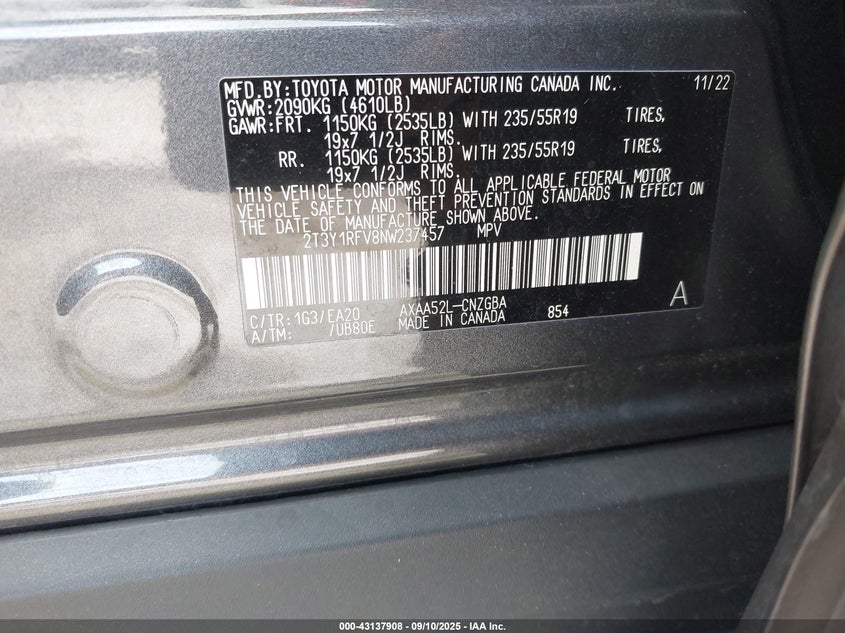 MFD.BY:TOYOTA MOTOR MANUFACTURING CANADA INC. 11/22
GVWR:2090KG (4610LB)
GAWR:FRT. 1150KG (2535LB) WITH 235/55R19 TIRES,
19x7 1/2J RIMS.
RR. 1150KG (2535LB) WITH 235/55R19 TIRES,
19x7 1/2J RIMS.
THIS VEHICLE CONFORMS TO ALL APPLICABLE FEDERAL MOTOR
VEHICLE SAFETY AND THEFT PREVENTION STANDARDS IN EFFECT ON
THE DATE OF MANUFACTURE SHOWN ABOVE.
2T3Y1RFV8NW237457 MPV
C/TR:1G3/EA20 AXAA52L-CNZGBA 854 A
A/TM: /UB80E MADE IN CANADA
000-43137908 - 09/10/2025 - IAA Inc.